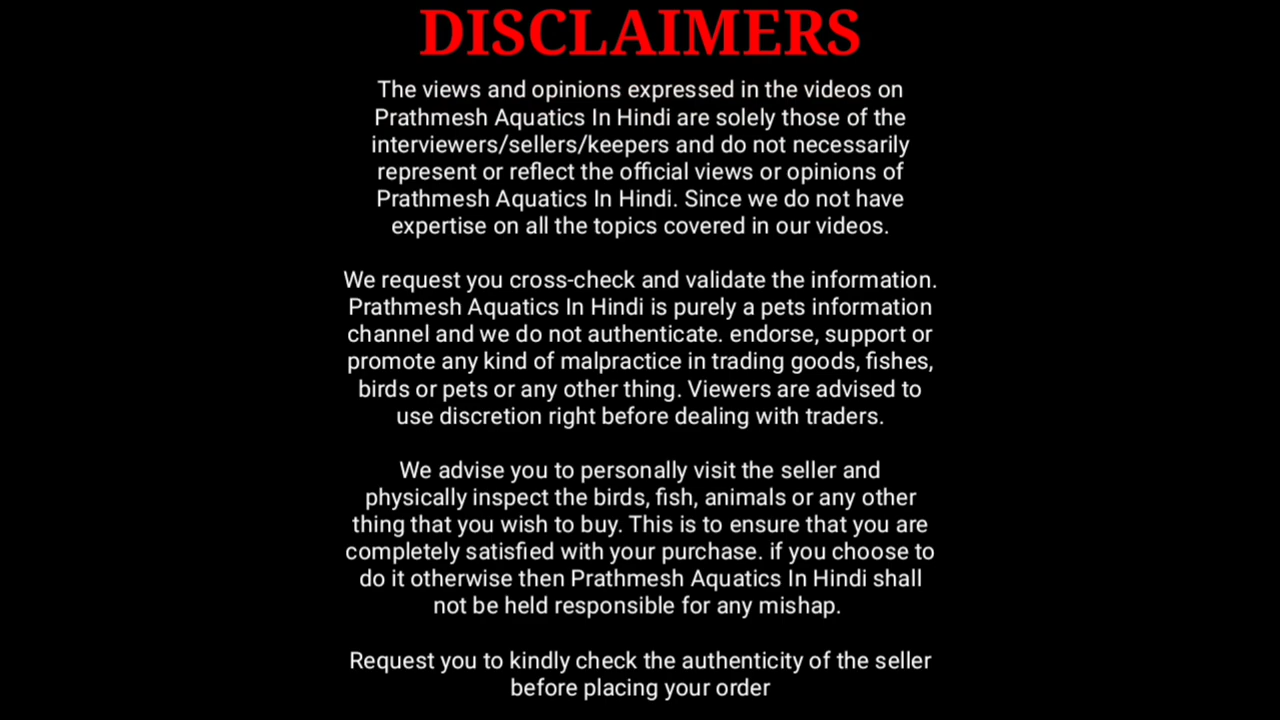 DISCLAIMERS
The views and opinions expressed in the videos on
Prathmesh Aquatics In Hindi are solely those of the
interviewers/sellers/keepers and do not necessarily
represent or reflect the official views or opinions of
Prathmesh Aquatics In Hindi. Since we do not have
expertise on all the topics covered in our videos.
We request you cross-check and validate the information.
Prathmesh Aquatics In Hindi is purely a pets information
channel and we do not authenticate. endorse, support or
promote any kind of malpractice in trading goods, fishes,
birds or pets or any other thing. Viewers are advised to
use discretion right before dealing with traders.
We advise you to personally visit the seller and
physically inspect the birds, fish, animals or any other
thing that you wish to buy. This is to ensure that you are
completely satisfied with your purchase. if you choose to
do it otherwise then Prathmesh Aquatics In Hindi shall
not be held responsible for any mishap.
Request you to kindly check the authenticity of the seller
before placing your order